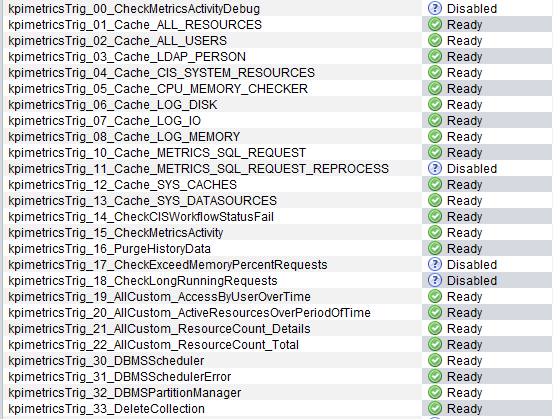 kpimetricsTrig_00_CheckMetricsActivityDebug Disabled
kpimetricsTrig_01_Cache_ALL_RESOURCES Ready
kpimetricsTrig_02_Cache_ALL_USERS Ready
kpimetricsTrig_03_Cache_LDAP_PERSON Ready
kpimetricsTrig_04_Cache_CIS_SYSTEM_RESOURCES Ready
kpimetricsTrig_05_Cache_CPU_MEMORY_CHECKER Ready
kpimetricsTrig_06_Cache_LOG_DISK Ready
kpimetricsTrig_07_Cache_LOG_IO Ready
kpimetricsTrig_08_Cache_LOG_MEMORY Ready
kpimetricsTrig_10_Cache_METRICS_SQL_REQUEST Ready
kpimetricsTrig_11_Cache_METRICS_SQL_REQUEST_REPROCESS Disabled
kpimetricsTrig_12_Cache_SYS_CACHES Ready
kpimetricsTrig_13_Cache_SYS_DATASOURCES Ready
kpimetricsTrig_14_CheckCISWorkflowStatusFail Ready
kpimetricsTrig_15_CheckMetricsActivity Ready
kpimetricsTrig_16_PurgeHistoryData Ready
kpimetricsTrig_17_CheckExceedMemoryPercentRequests Disabled
kpimetricsTrig_18_CheckLongRunningRequests Disabled
kpimetricsTrig_19_AllCustom_AccessByUserOverTime Ready
kpimetricsTrig_20_AllCustom_ActiveResourcesOverPeriodOfTime Ready
kpimetricsTrig_21_AllCustom_ResourceCount_Details Ready
kpimetricsTrig_22_AllCustom_ResourceCount_Total Ready
kpimetricsTrig_30_DBMSScheduler Ready
kpimetricsTrig_31_DBMSSchedulerError Ready
kpimetricsTrig_32_DBMSPartitionManager Ready
kpimetricsTrig_33_DeleteCollection Ready